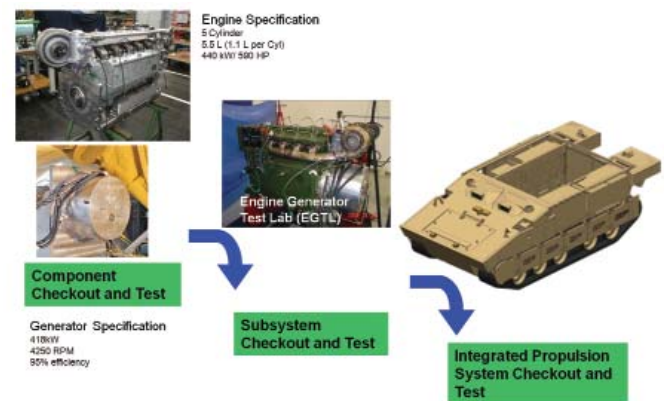 Engine Specification
5 Cylinder
5.5 L (1.1 L per Cyl)
440 kW/ 590 HP
Engine Generator
Test Lab (EGTL)
Component
Checkout and Test
Generator Specification
418kW
4250 RPM
95% efficiency
Subsystem
Checkout and Test
Integrated Propulsion
System Checkout and
Test